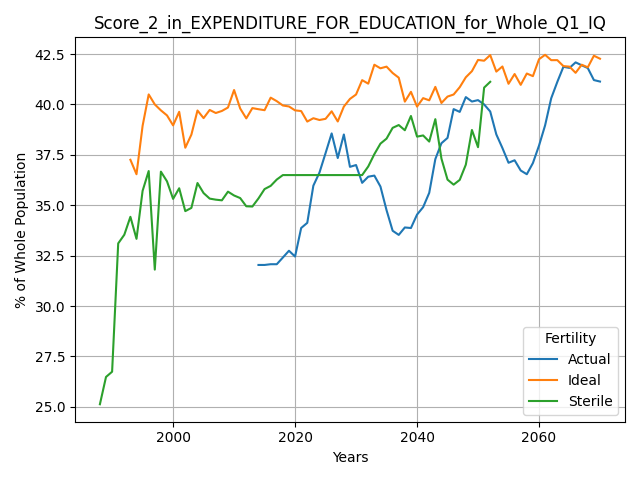 Score_2_in_EXPENDITURE_FOR_EDUCATION_for_Whole_Q1_IQ
% of Whole Population
42.5
40.0
37.5
35.0
32.5
30.0
27.5
25.0
Fertility
Actual
Ideal
Sterile
2000
2020
2040
2060
Years